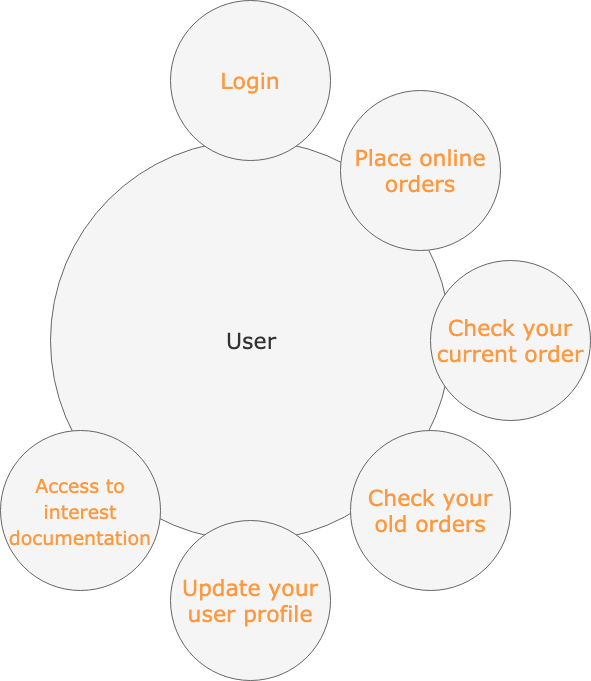 Login
Place online
orders
User
Check your
current order
Access to
interest
documentation
Check your
old orders
Update your
user profile